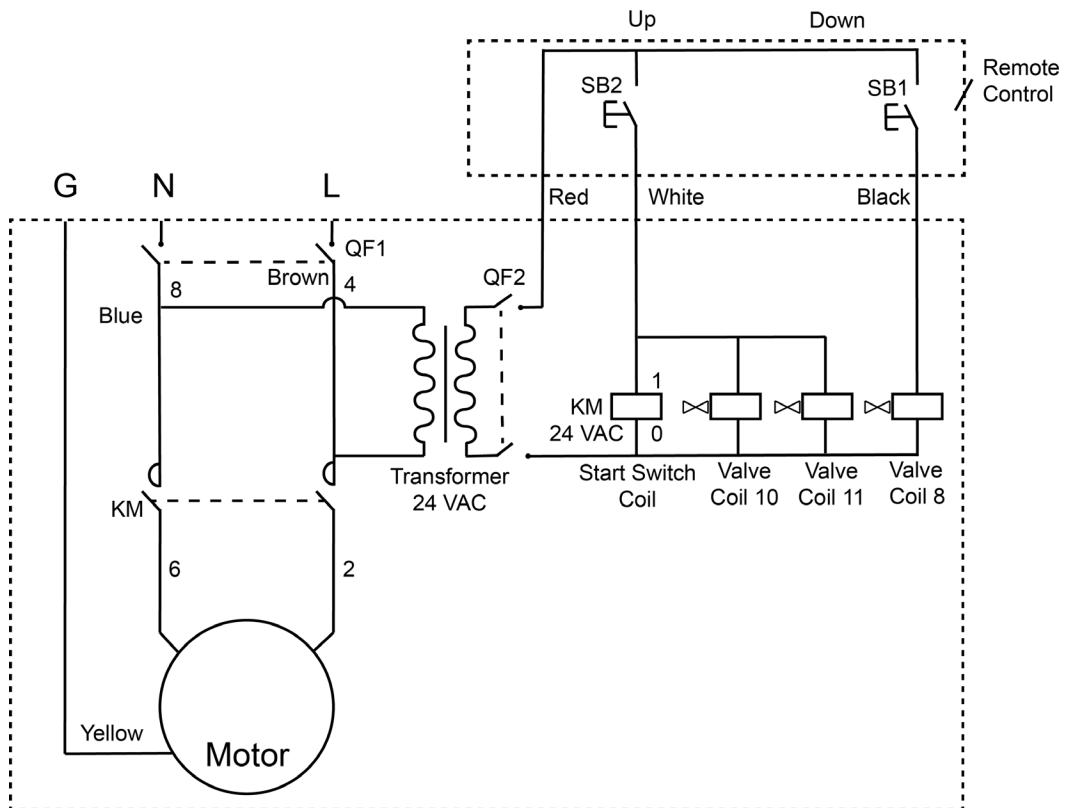 Up
Down
SB2
SB1
Remote
Control
G
N
L
Red
White
Black
QF1
QF2
Brown
8
4
Blue
1
KM
24 VAC
0
Transformer
24 VAC
Start Switch
Coil
Valve
Coil 10
Valve
Coil 11
Valve
Coil 8
KM
6
2
Yellow
Motor